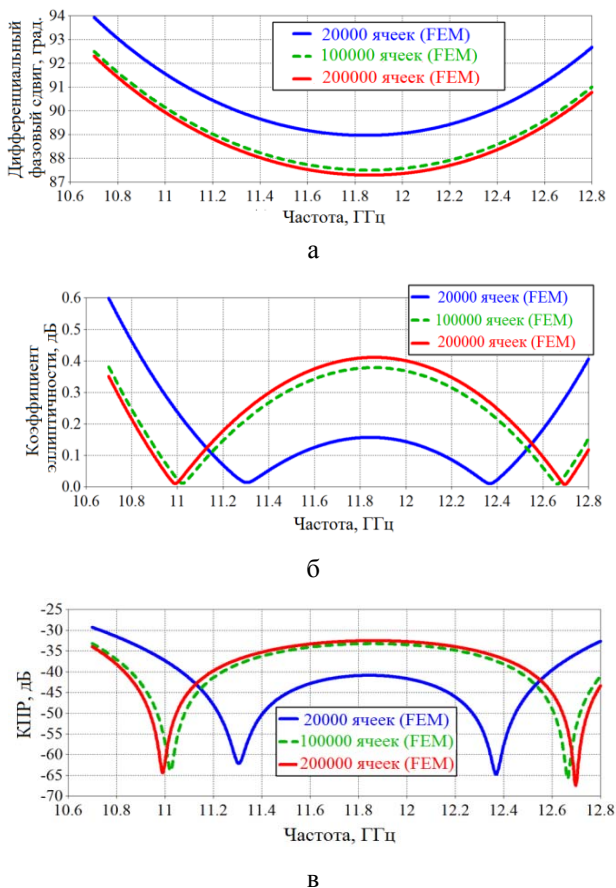 Дифференциальный
фазовый сдвиг, град.
94
93
92
91
90
89
88
87
20000 ячеек (FEM)
100000 ячеек (FEM)
200000 ячеек (FEM)
10.6 10.8 11 11.2 11.4 11.6 11.8 12 12.2 12.4 12.6 12.8
Частота, ГГц
а
Коэффициент
эллиптичности, дБ
0.6
0.5
0.4
0.3
0.2
0.1
0.0
20000 ячеек (FEM)
100000 ячеек (FEM)
200000 ячеек (FEM)
10.6 10.8 11 11.2 11.4 11.6 11.8 12 12.2 12.4 12.6 12.8
Частота, ГГц
б
КПР, дБ
-25
-30
-35
-40
-45
-50
-55
-60
-65
-70
20000 ячеек (FEM)
100000 ячеек (FEM)
200000 ячеек (FEM)
10.6 10.8 11 11.2 11.4 11.6 11.8 12 12.2 12.4 12.6 12.8
Частота, ГГц
в